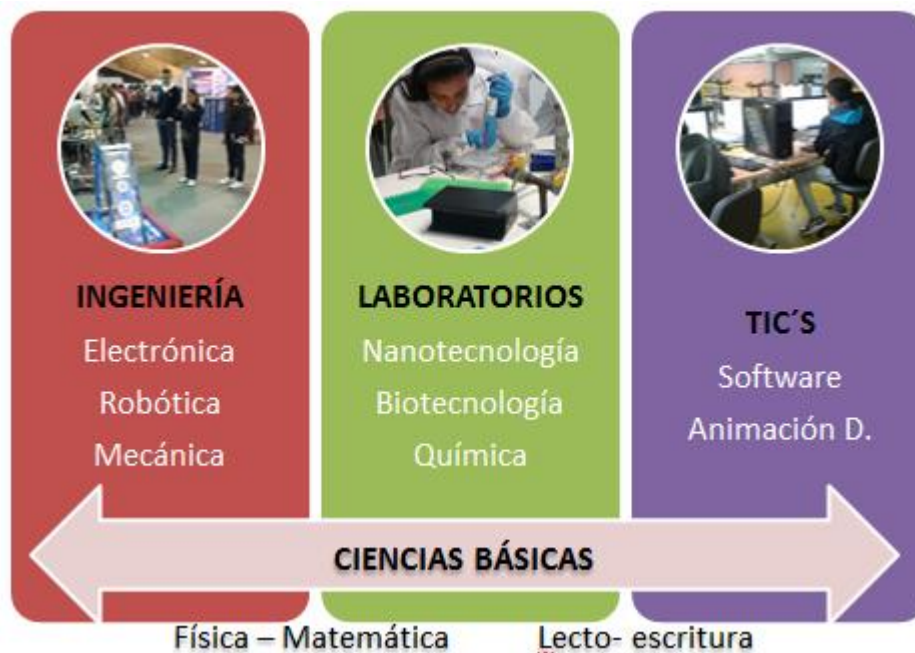 INGENIERÍA
Electrónica
Robótica
Mecánica
LABORATORIOS
Nanotecnología
Biotecnología
Química
TIC´S
Software
Animación D.
CIENCIAS BÁSICAS
Física – Matemática Lecto- escritura